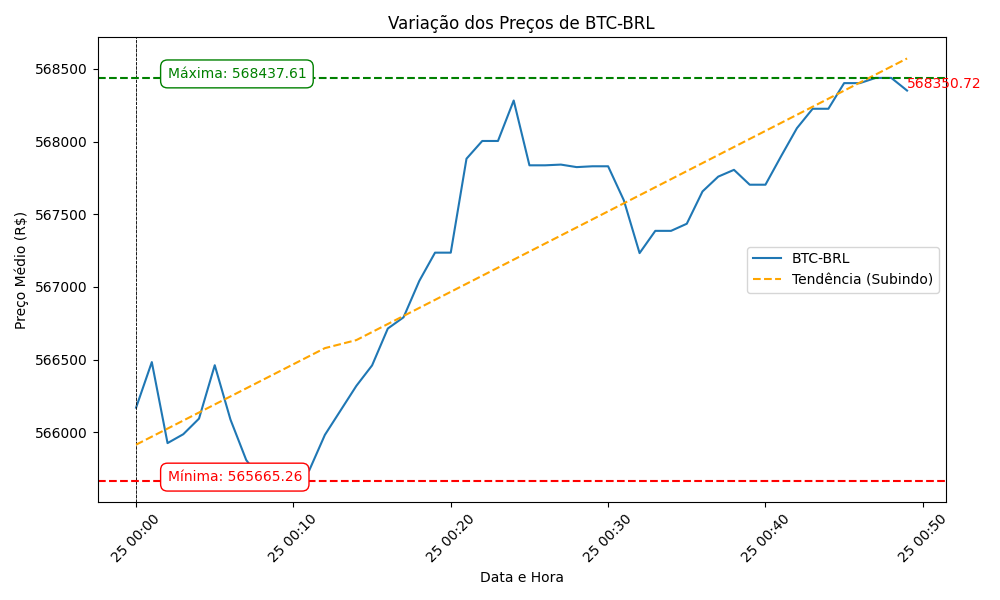 Variação dos Preços de BTC-BRL
Preço Médio (R$)
568500
568000
567500
567000
566500
566000
Máxima: 568437.61
568350.72
BTC-BRL
Tendência (Subindo)
Mínima: 565665.26
25 00:00
25 00:10
25 00:20
25 00:30
25 00:40
25 00:50
Data e Hora